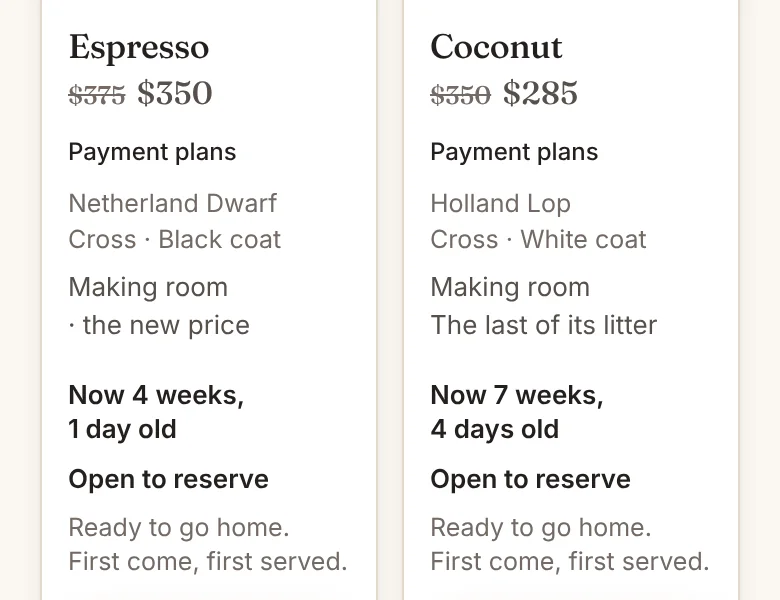 Espresso
$375 $350
Payment plans
Netherland Dwarf
Cross · Black coat
Making room
· the new price
Now 4 weeks,
1 day old
Open to reserve
Ready to go home.
First come, first served.
Coconut
$350 $285
Payment plans
Holland Lop
Cross · White coat
Making room
The last of its litter
Now 7 weeks,
4 days old
Open to reserve
Ready to go home.
First come, first served.